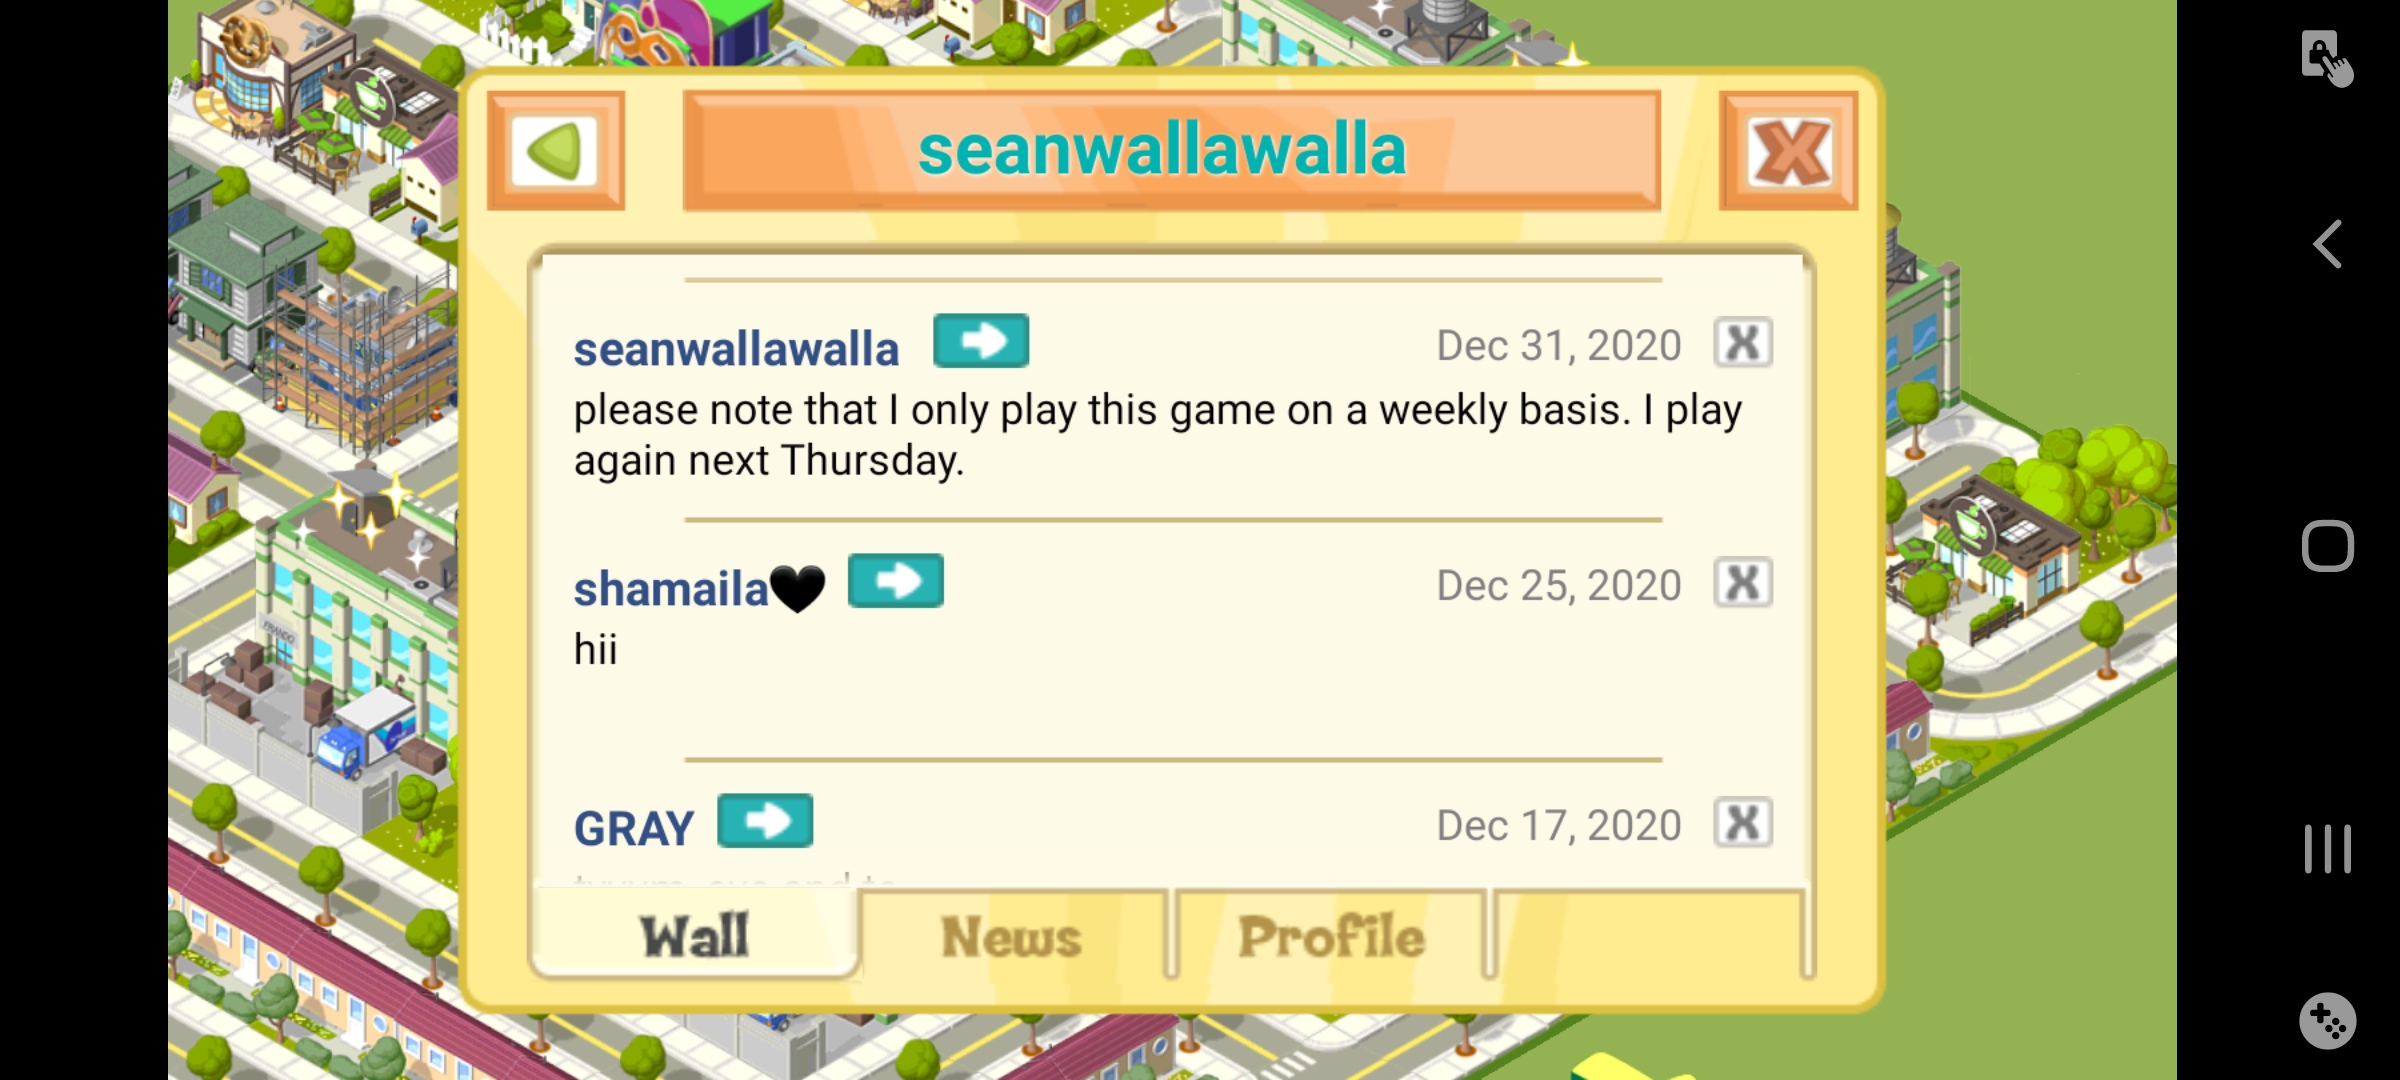 seanwallawalla
seanwallawalla
Dec 31, 2020
please note that I only play this game on a weekly basis. I play
again next Thursday.
shamaila🖤
Dec 25, 2020
hii
GRAY
Dec 17, 2020
Wall
News
Profile
FRANGO